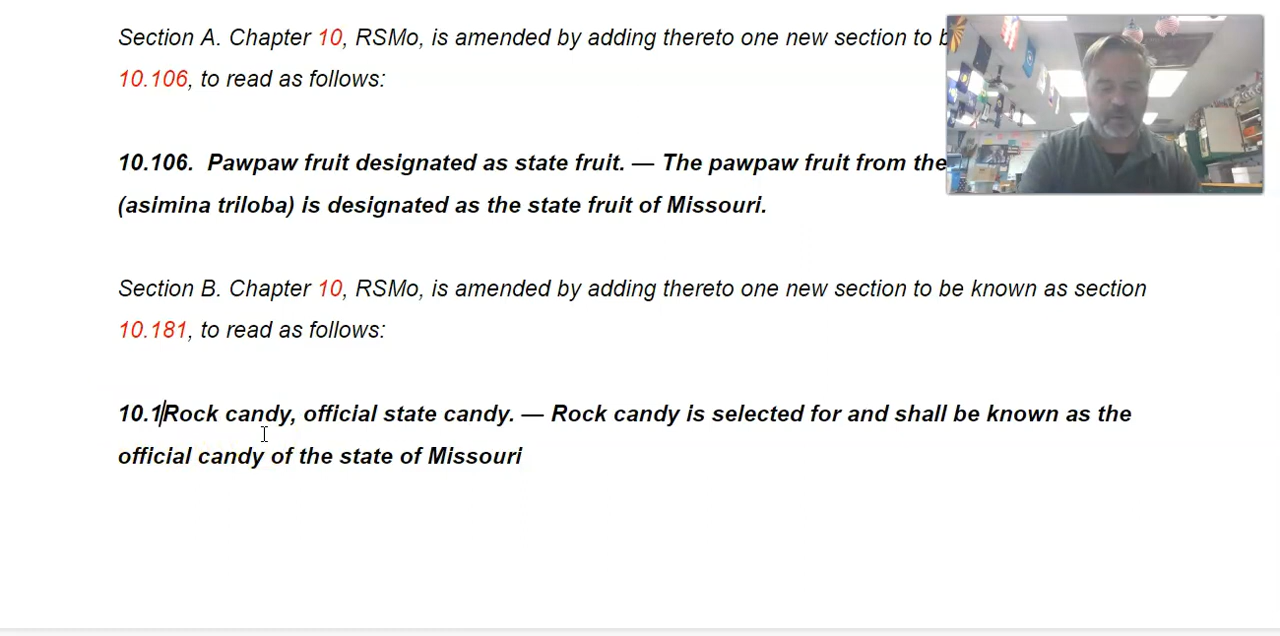 Section A. Chapter 10, RSMo, is amended by adding thereto one new section to
10.106, to read as follows:
10.106. Pawpaw fruit designated as state fruit. — The pawpaw fruit from the
(asimina triloba) is designated as the state fruit of Missouri.
Section B. Chapter 10, RSMo, is amended by adding thereto one new section to be known as section
10.181, to read as follows:
10.1Rock candy, official state candy. — Rock candy is selected for and shall be known as the
official candy of the state of Missouri